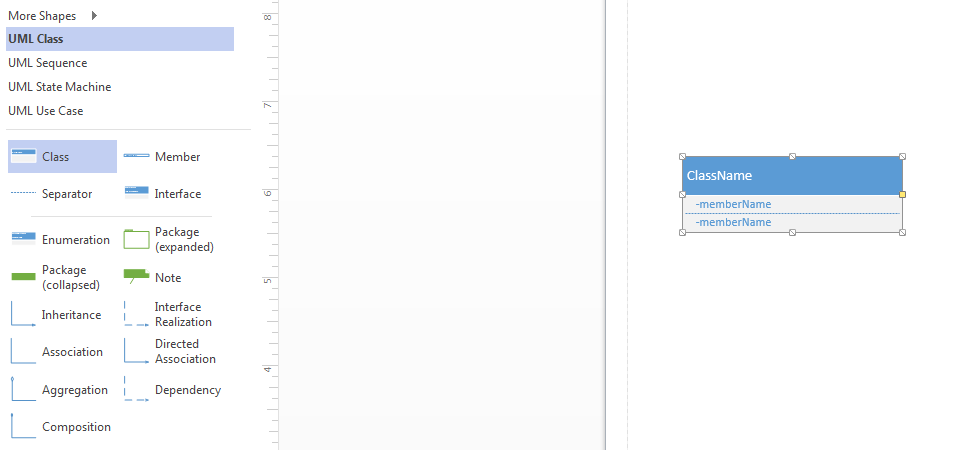 More Shapes
UML Class
UML Sequence
UML State Machine
UML Use Case
Class
Member
Separator
Interface
Enumeration
Package
(expanded)
Package
(collapsed)
Note
Inheritance
Interface
Realization
Association
Directed
Association
Aggregation
Dependency
Composition
8
7
6
5
4
ClassName
-memberName
-memberName